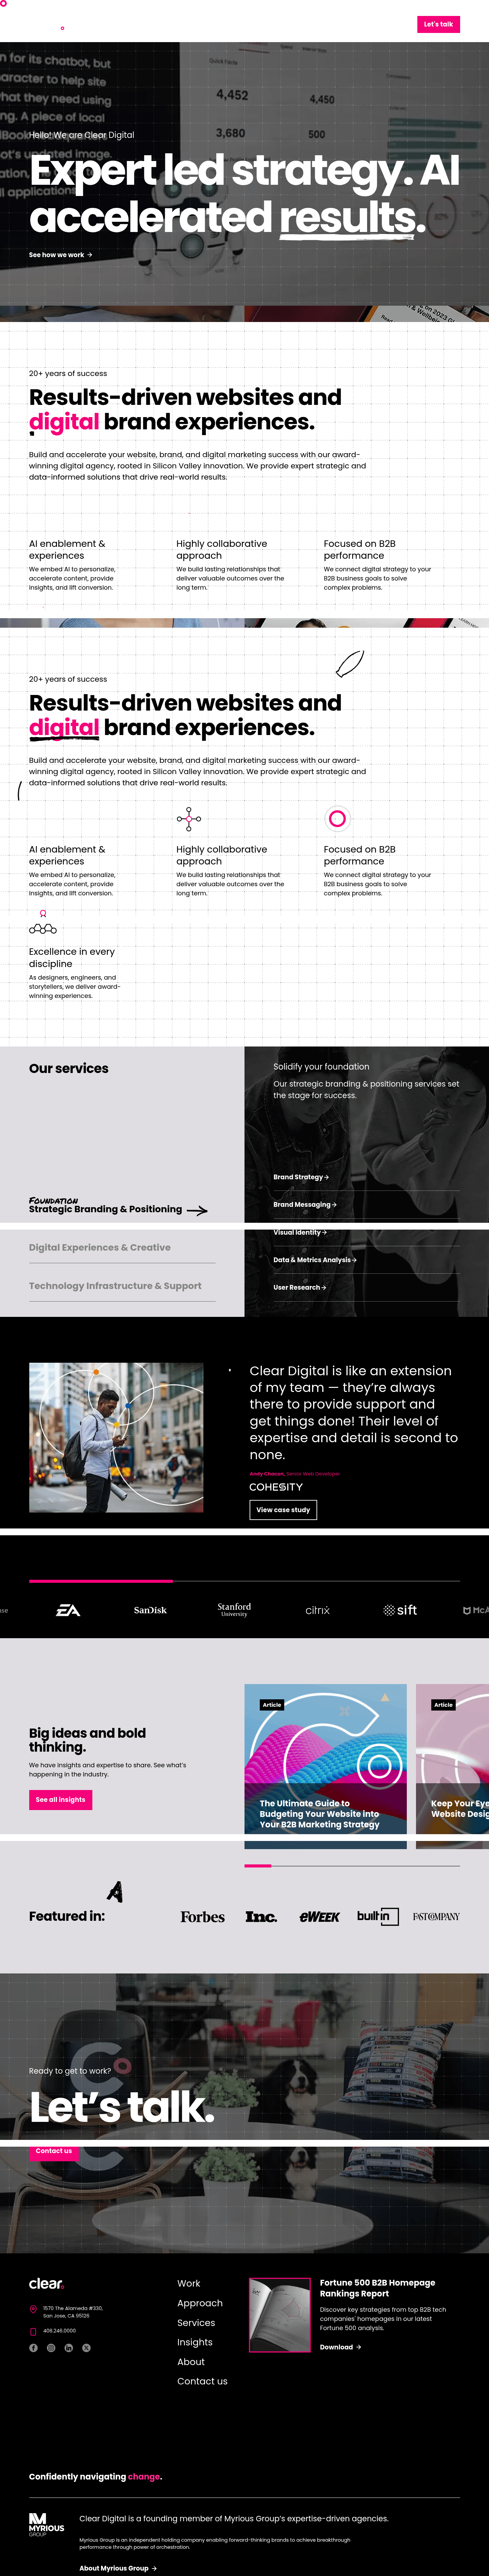 Let's talk
for its chatbot, but
Quick Facts
4,452
4,450
3,680
500
Hello! We are Clear Digital
Expert led strategy. AI
accelerated results.
See how we work
20+ years of success
Results-driven websites and
digital brand experiences.
Build and accelerate your website, brand, and digital marketing success with our award-
winning digital agency, rooted in Silicon Valley innovation. We provide expert strategic and
data-informed solutions that drive real-world results.
AI enablement &
experiences
We embed AI to personalize,
accelerate content, provide
insights, and lift conversion.
Highly collaborative
approach
We build lasting relationships that
deliver valuable outcomes over the
long term.
Focused on B2B
performance
We connect digital strategy to your
B2B business goals to solve
complex problems.
20+ years of success
Results-driven websites and
digital brand experiences.
Build and accelerate your website, brand, and digital marketing success with our award-
winning digital agency, rooted in Silicon Valley innovation. We provide expert strategic and
data-informed solutions that drive real-world results.
AI enablement &
experiences
We embed AI to personalize,
accelerate content, provide
insights, and lift conversion.
Highly collaborative
approach
We build lasting relationships that
deliver valuable outcomes over the
long term.
Focused on B2B
performance
We connect digital strategy to your
B2B business goals to solve
complex problems.
Excellence in every
discipline
As designers, engineers, and
storytellers, we deliver award-
winning experiences.
Our services
Foundation
Strategic Branding & Positioning
Digital Experiences & Creative
Technology Infrastructure & Support
Solidify your foundation
Our strategic branding & positioning services set
the stage for success.
Brand Strategy
Brand Messaging
Visual Identity
Data & Metrics Analysis
User Research
Clear Digital is like an extension
of my team — they're always
there to provide support and
get things done! Their level of
expertise and detail is second to
none.
Andy Chacon, Senior Web Developer
COHESITY
View case study
EA
SanDisk
Stanford
University
citrix
sift
McA
Big ideas and bold
thinking.
We have insights and expertise to share. See what's
happening in the industry.
See all insights
Article
The Ultimate Guide to
Budgeting Your Website into
Your B2B Marketing Strategy
Article
Keep Your Eye
Website Desig
Featured in:
Forbes
Inc.
eWEEK
built in
FAST COMPANY
Ready to get to work?
Let's talk.
Contact us
clear
1570 The Alameda #330,
San Jose, CA 95126
408.246.0000
Work
Approach
Services
Insights
About
Contact us
Fortune 500 B2B Homepage
Rankings Report
Discover key strategies from top B2B tech
companies' homepages in our latest
Fortune 500 analysis.
Download
Confidently navigating change.
M
MYRIOUS
GROUP
Clear Digital is a founding member of Myrious Group's expertise-driven agencies.
Myrious Group is an independent holding company enabling forward-thinking brands to achieve breakthrough
performance through power of orchestration.
About Myrious Group